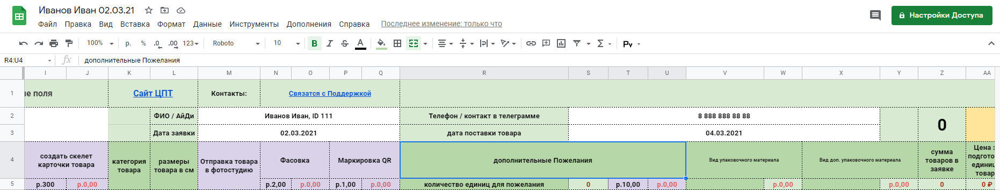 Иванов Иван 02.03.21
Файл Правка Вид Вставка Формат Данные Инструменты Дополнения Справка Последнее изменение: только что
Настройки Доступа
100% р. % .0 .00 123 Roboto 10 B I S A Ру
R4:U4 fx дополнительные Пожелания
I J K L M N O P Q R S T U V W X Y Z AA
1 поля Сайт ЦПТ Контакты: Связатся с Поддержкой
2 ФИО / АйДи Иванов Иван, ID 111 Телефон / контакт в телеграмме 8 888 888 88 88 0
3 Дата заявки 02.03.2021 дата поставки товара 04.03.2021
4 создать скелет карточки товара категория товара размеры товара в см Отправка товара в фотостудию Фасовка Маркировка QR дополнительные Пожелания Вид упаковочного материала Вид доп. упаковочного материала сумма товаров в заявке Цена
5 р.300 р.0,00 р.2,00 р.0,00 р.1,00 р.0,00 количество единиц для пожелания 0 р.10,00 р.0,00 р.0,00 р.0,00 0 0 ₽